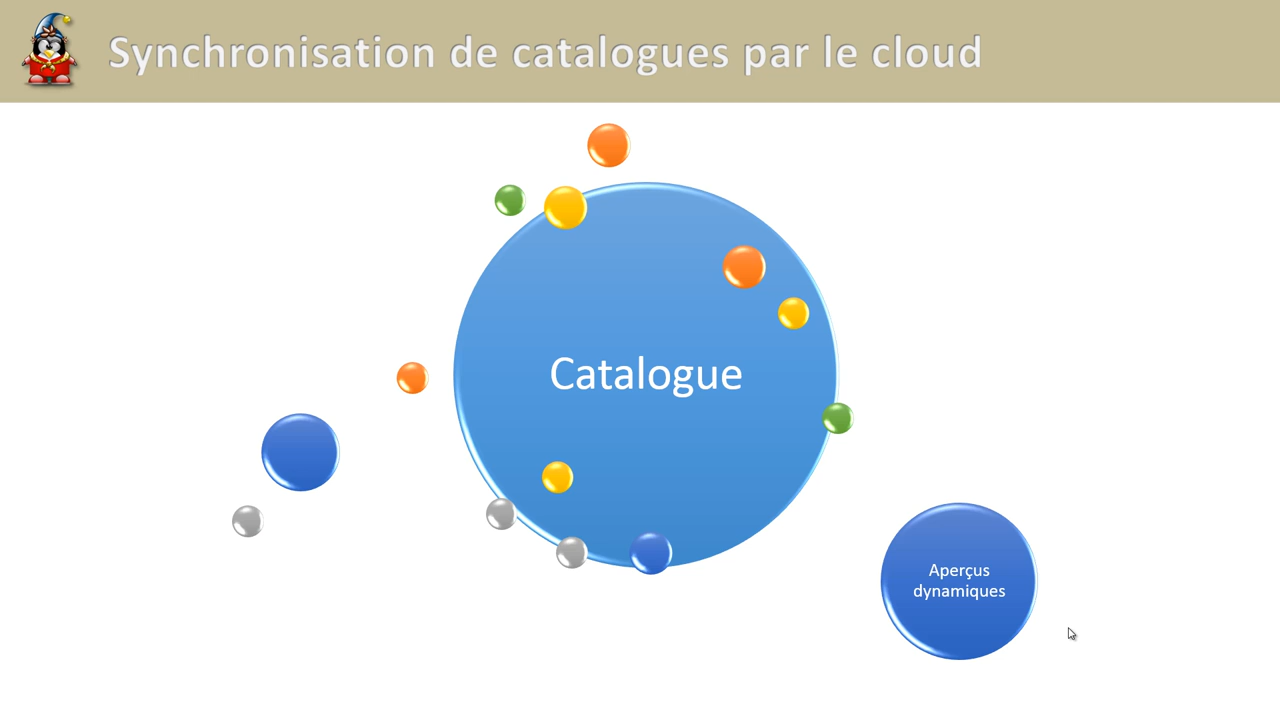 Synchronisation de catalogues par le cloud
Catalogue
Aperçus
dynamiques